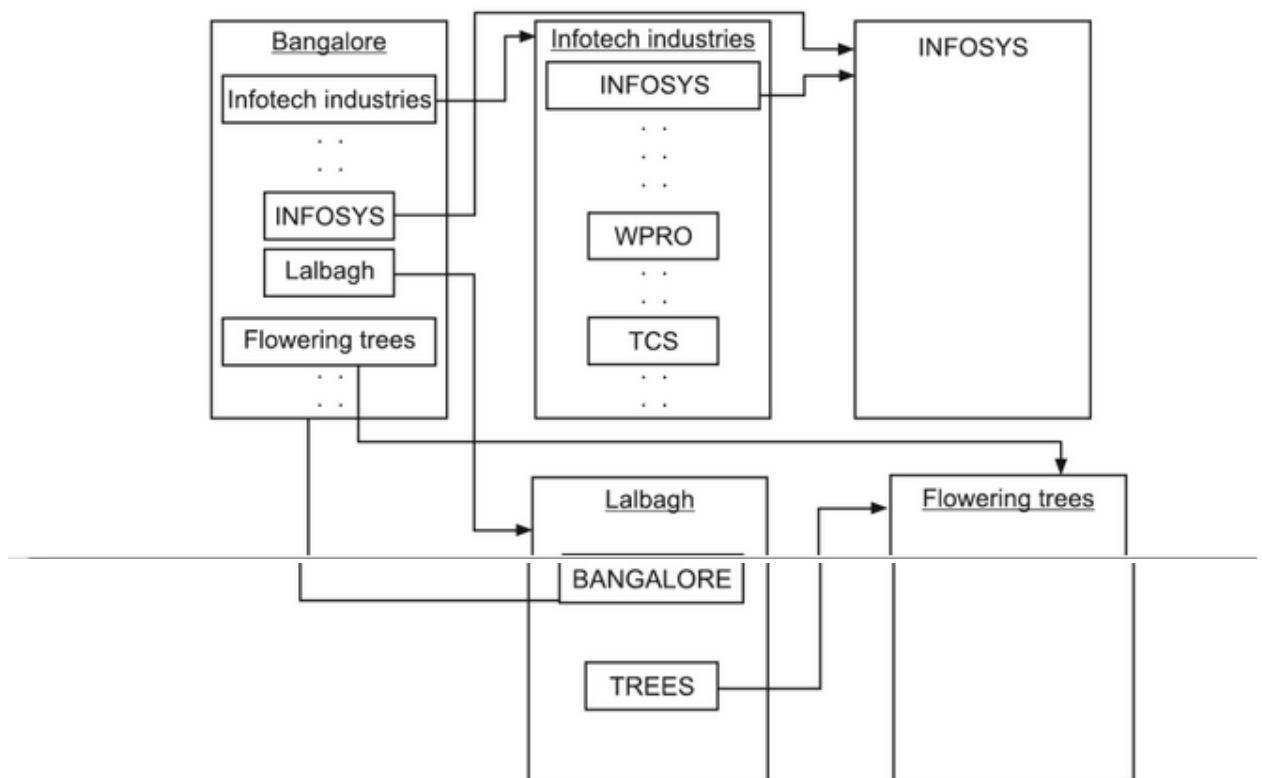 Bangalore
Infotech industries
INFOSYS
Lalbagh
Flowering trees
Infotech industries
INFOSYS
WPRO
TCS
INFOSYS
Lalbagh
BANGALORE
TREES
Flowering trees